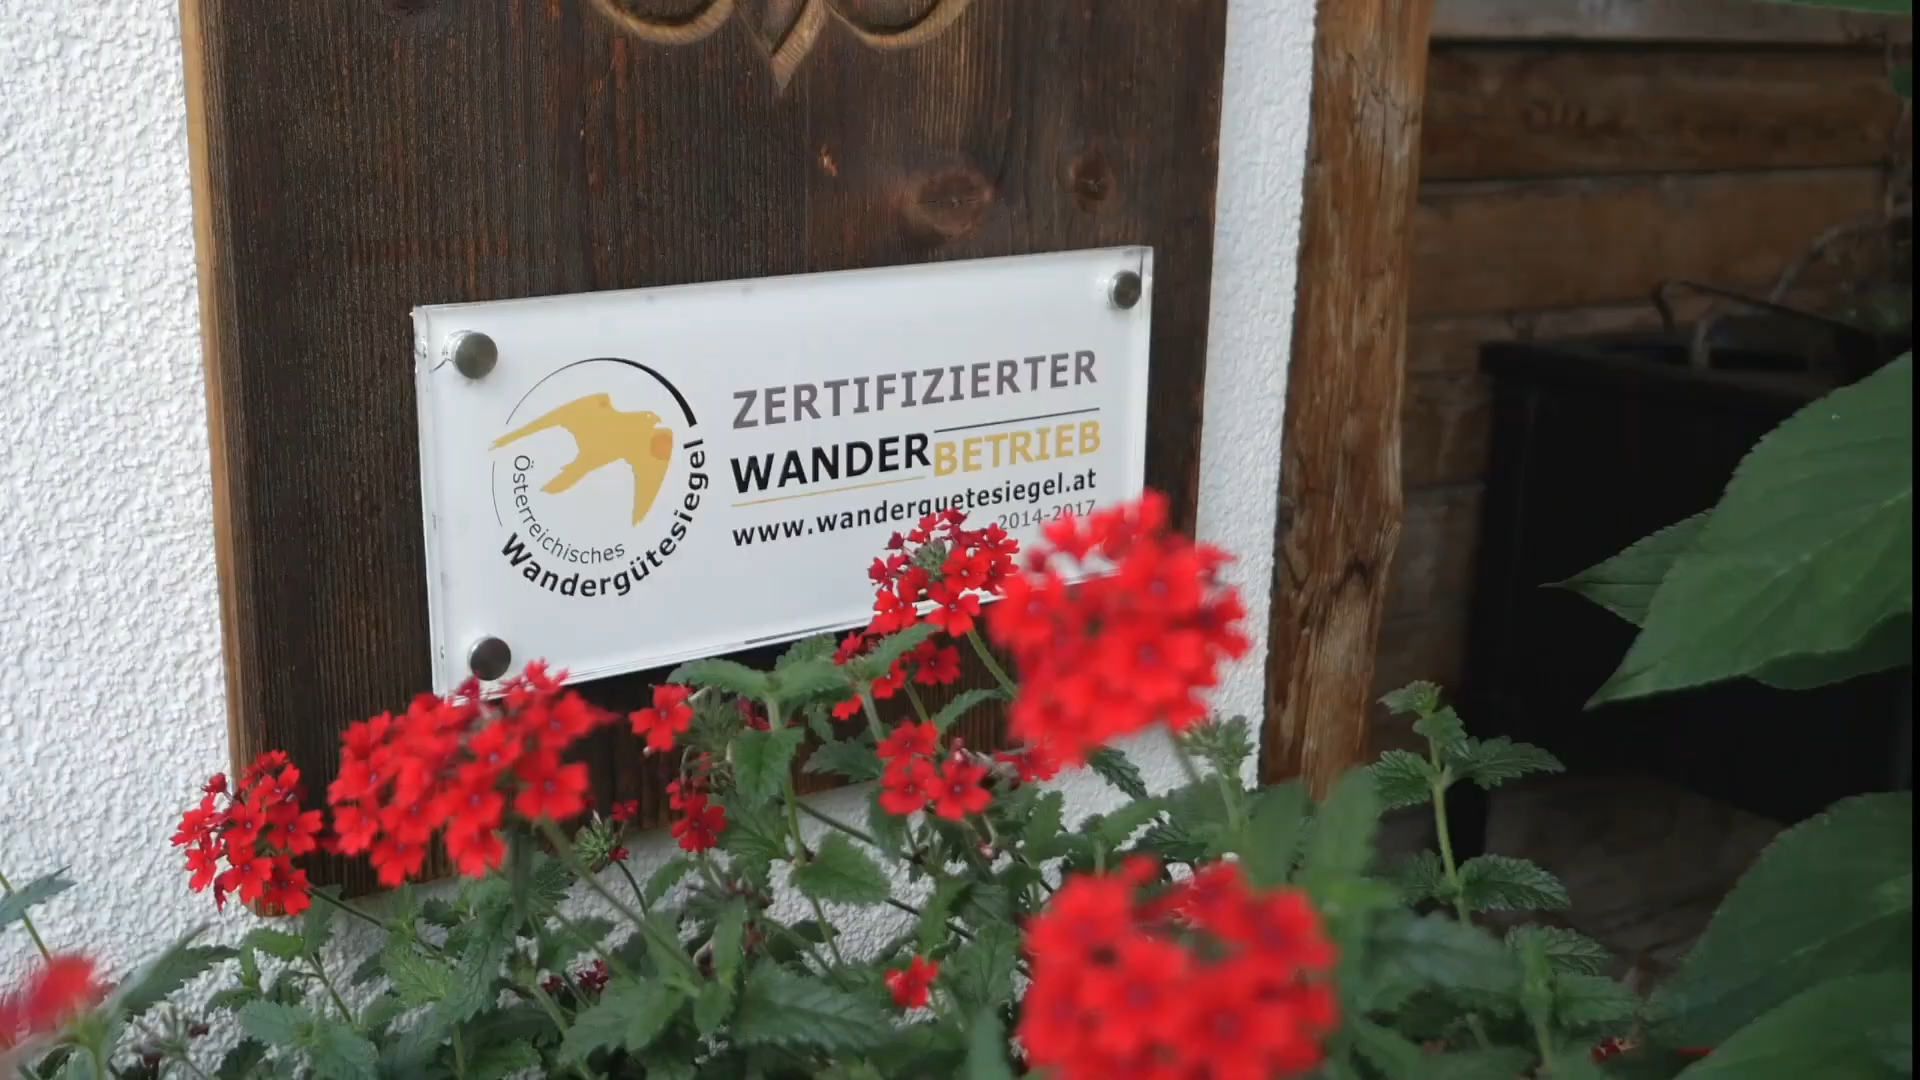 Österreichisches
Wandergütesiegel
ZERTIFIZIERTER
WANDERBETRIEB
www.wanderguetesiegel.at
2014-2017